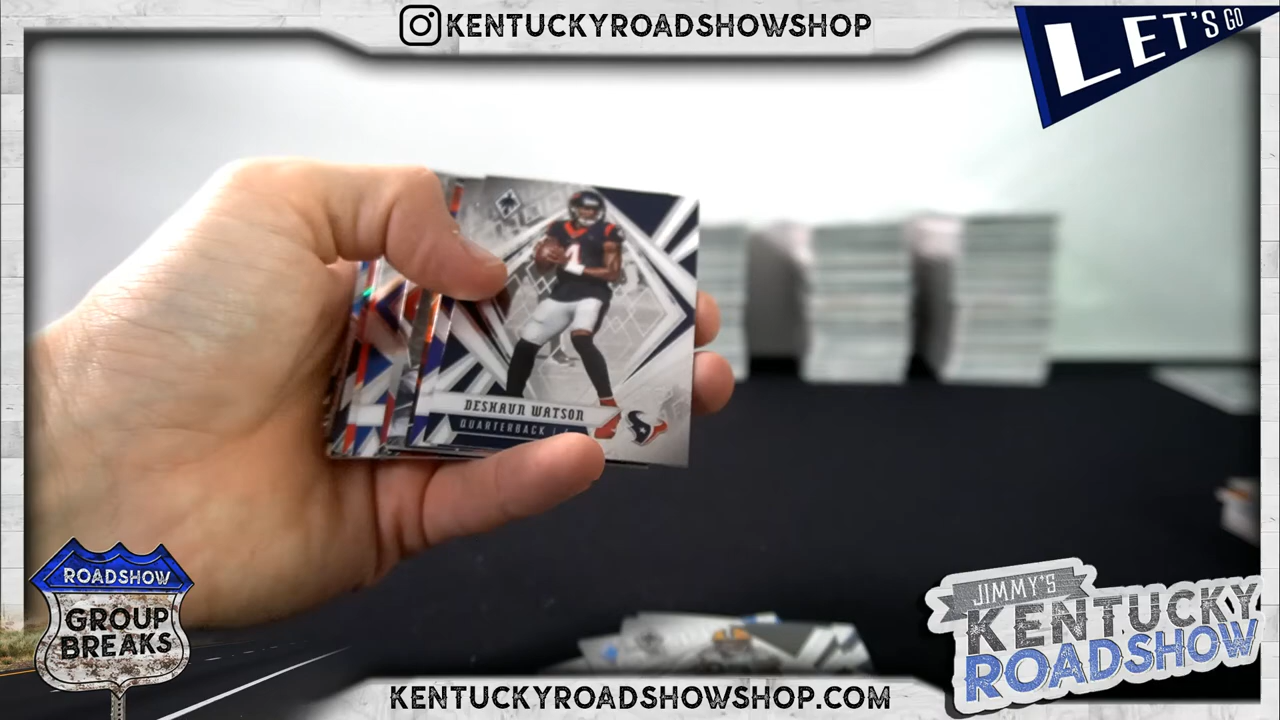 KENTUCKYROADSHOWSHOP
LET'S GO
DESHAUN WATSON
QUARTERBACK
ROADSHOW
GROUP
BREAKS
JIMMY'S
KENTUCKY
ROADSHOW
KENTUCKYROADSHOWSHOP.COM